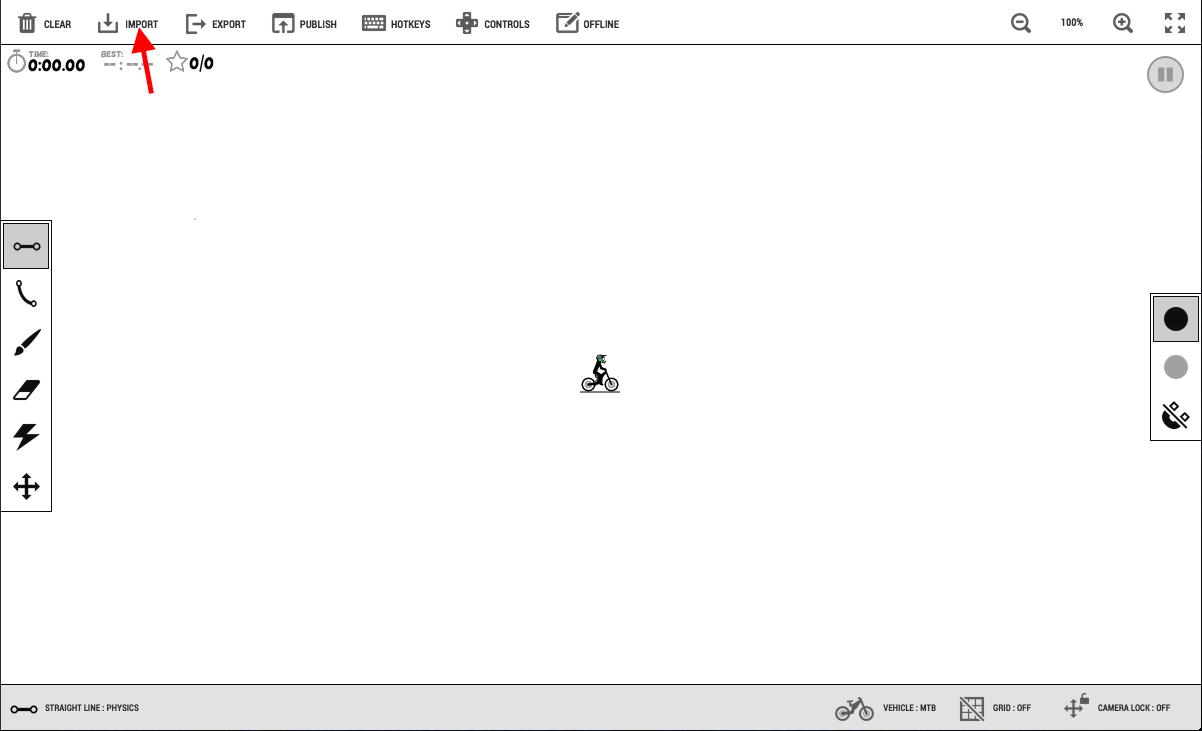 CLEAR IMPORT EXPORT PUBLISH HOTKEYS CONTROLS OFFLINE 100%
TIME: BEST:
0:00.00 -- : --.-- 0/0
STRAIGHT LINE : PHYSICS VEHICLE : MTB GRID : OFF CAMERA LOCK : OFF